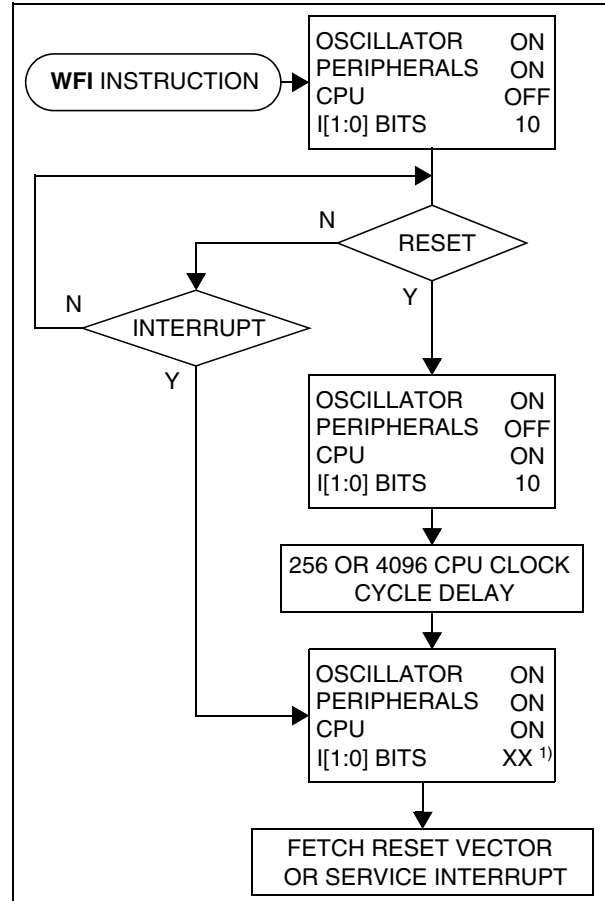 WFI INSTRUCTION
OSCILLATOR ON
PERIPHERALS ON
CPU OFF
I[1:0] BITS 10
N
RESET
Y
N
INTERRUPT
Y
OSCILLATOR ON
PERIPHERALS OFF
CPU ON
I[1:0] BITS 10
256 OR 4096 CPU CLOCK
CYCLE DELAY
OSCILLATOR ON
PERIPHERALS ON
CPU ON
I[1:0] BITS XX 1)
FETCH RESET VECTOR
OR SERVICE INTERRUPT